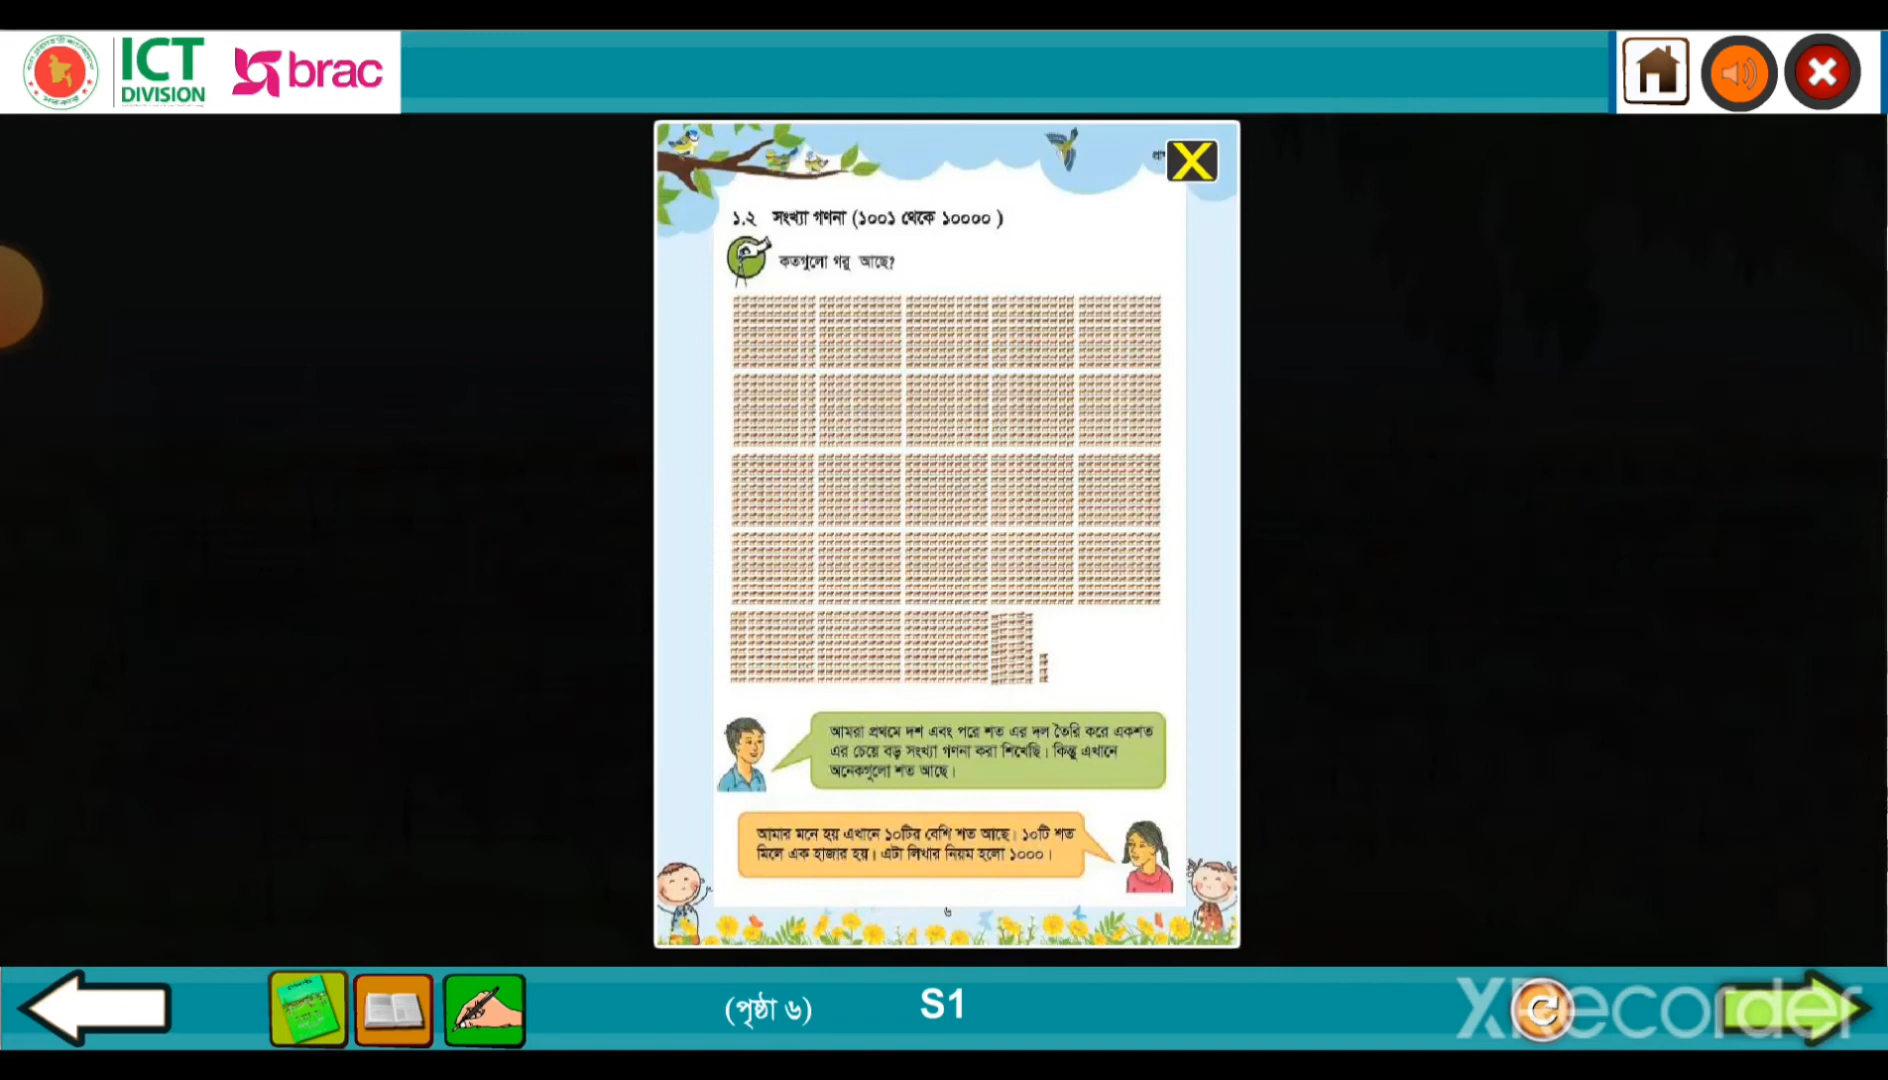 ICT
DIVISION
brac
X
১.২ সংখ্যা গণনা (১০০১ থেকে ১০০০০ )
কতগুলো গরু আছে?
আমরা প্রথমে দশ এবং পরে শত এর দল তৈরি করে একশত
এর চেয়ে বড় সংখ্যা গণনা করা শিখেছি। কিন্তু এখানে
অনেকগুলো শত আছে।
আমার মনে হয় এখানে ১০টির বেশি শত আছে। ১০টি শত
মিলে এক হাজার হয়। এটা লিখার নিয়ম হলো ১০০০।
৬
(পৃষ্ঠা ৬)
S1
XRecorder